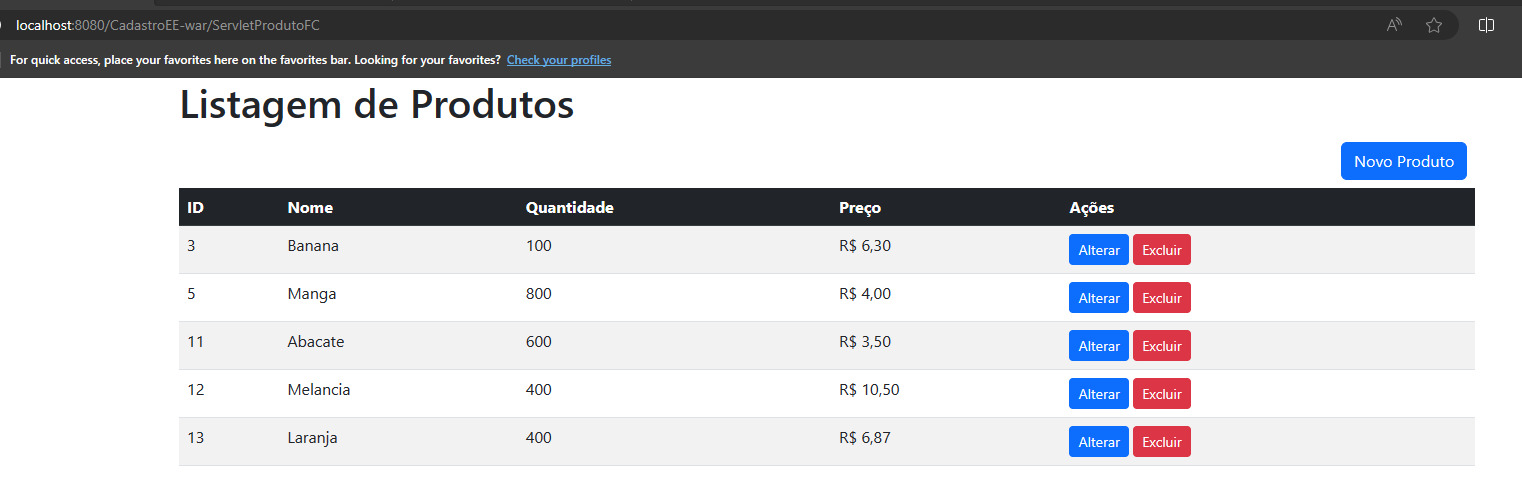 localhost:8080/CadastroEE-war/ServletProdutoFC
For quick access, place your favorites here on the favorites bar. Looking for your favorites? Check your profiles
Listagem de Produtos
Novo Produto
ID Nome Quantidade Preço Ações
3 Banana 100 R$ 6,30 Alterar Excluir
5 Manga 800 R$ 4,00 Alterar Excluir
11 Abacate 600 R$ 3,50 Alterar Excluir
12 Melancia 400 R$ 10,50 Alterar Excluir
13 Laranja 400 R$ 6,87 Alterar Excluir